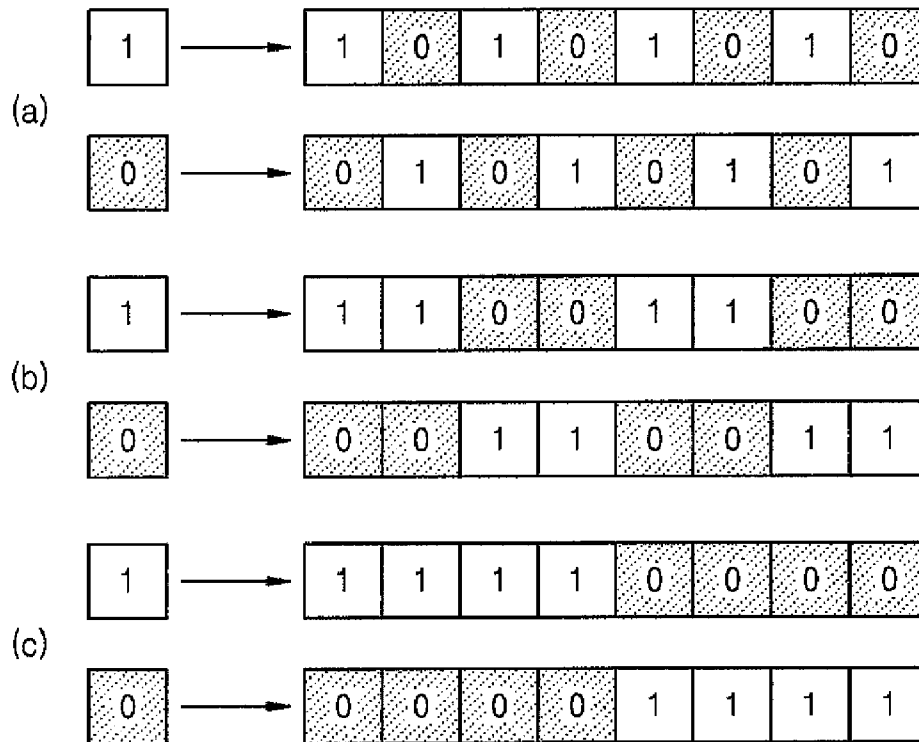 1 1 0 1 0 1 0 1 0
(a)
0 0 1 0 1 0 1 0 1
1 1 1 0 0 1 1 0 0
(b)
0 0 0 1 1 0 0 1 1
1 1 1 1 1 0 0 0 0
(c)
0 0 0 0 0 1 1 1 1